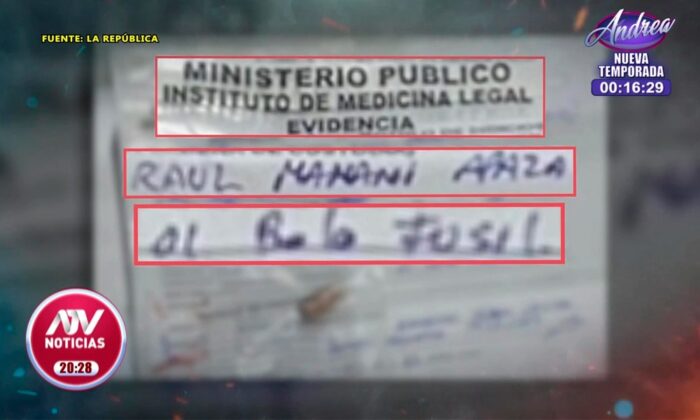 FUENTE: LA REPÚBLICA
Andrea
NUEVA
TEMPORADA
00:16:29
MINISTERIO PUBLICO
INSTITUTO DE MEDICINA LEGAL
EVIDENCIA
RAUL MAMANI APAZA
01 Bala FUSIL
ATV
NOTICIAS
20:28